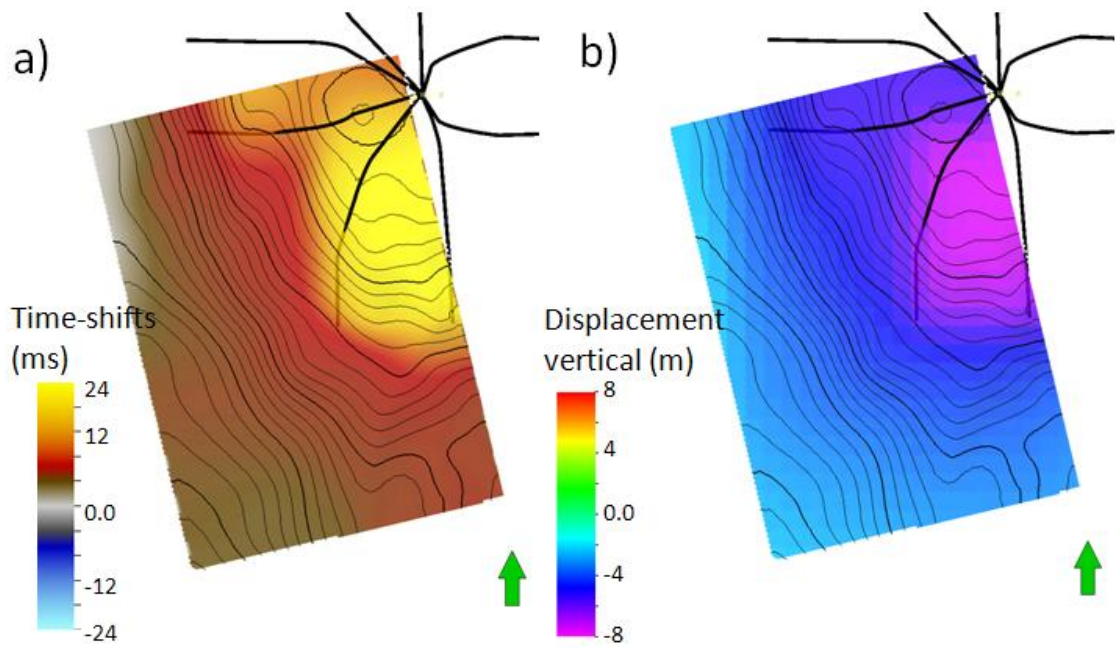 a)
Time-shifts
(ms)
24
12
0.0
-12
-24
b)
Displacement
vertical (m)
8
4
0.0
-4
-8